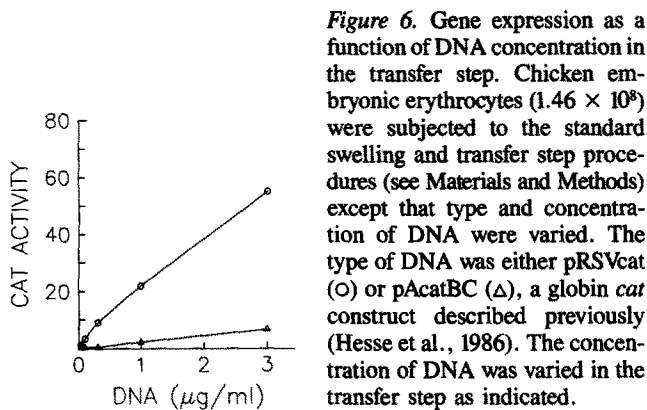 Figure 6. Gene expression as a
function of DNA concentration in
the transfer step. Chicken em-
bryonic erythrocytes (1.46 × 10⁸)
were subjected to the standard
swelling and transfer step proce-
dures (see Materials and Methods)
except that type and concentra-
tion of DNA were varied. The
type of DNA was either pRSVcat
(○) or pAcatBC (△), a globin cat
construct described previously
(Hesse et al., 1986). The concen-
tration of DNA was varied in the
transfer step as indicated.
CAT ACTIVITY
80
60
40
20
0 1 2 3
DNA (μg/ml)